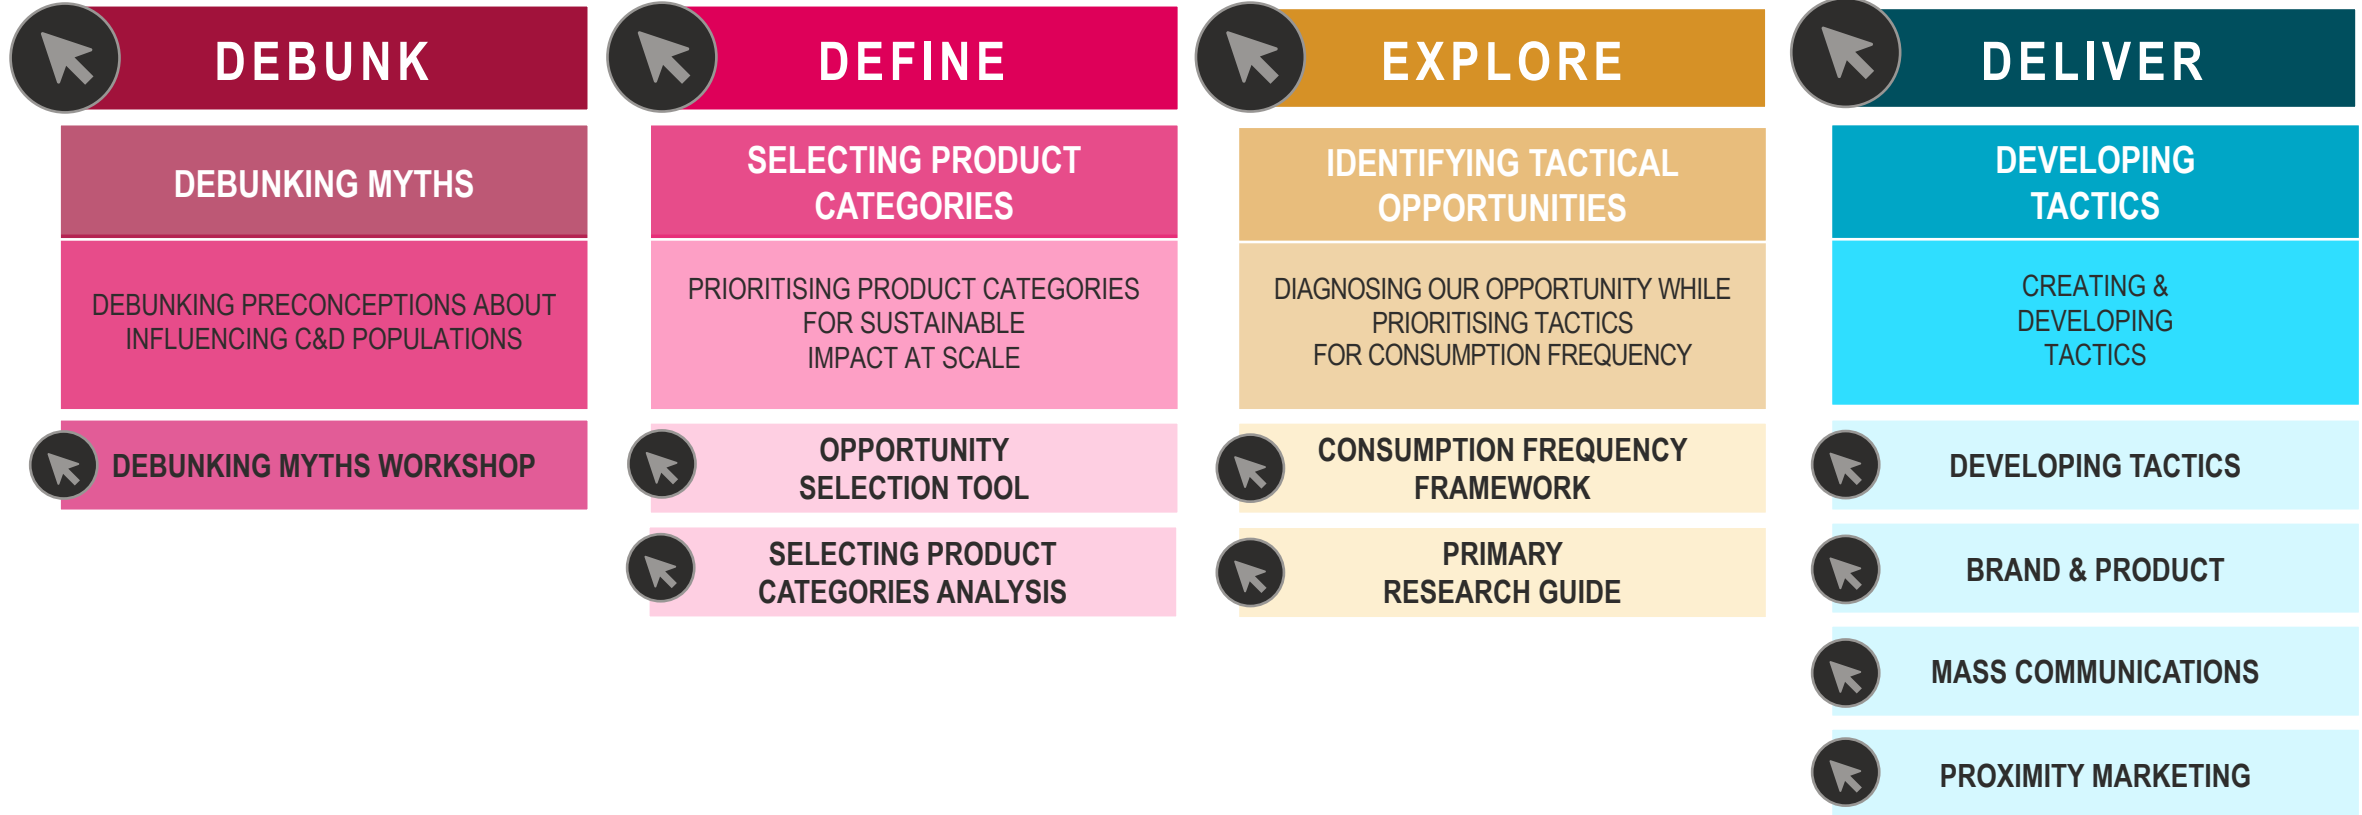 DEBUNK
DEBUNKING MYTHS
DEBUNKING PRECONCEPTIONS ABOUT
INFLUENCING C&D POPULATIONS
DEBUNKING MYTHS WORKSHOP
DEFINE
SELECTING PRODUCT
CATEGORIES
PRIORITISING PRODUCT CATEGORIES
FOR SUSTAINABLE
IMPACT AT SCALE
OPPORTUNITY
SELECTION TOOL
SELECTING PRODUCT
CATEGORIES ANALYSIS
EXPLORE
IDENTIFYING TACTICAL
OPPORTUNITIES
DIAGNOSING OUR OPPORTUNITY WHILE
PRIORITISING TACTICS
FOR CONSUMPTION FREQUENCY
CONSUMPTION FREQUENCY
FRAMEWORK
PRIMARY
RESEARCH GUIDE
DELIVER
DEVELOPING
TACTICS
CREATING &
DEVELOPING
TACTICS
DEVELOPING TACTICS
BRAND & PRODUCT
MASS COMMUNICATIONS
PROXIMITY MARKETING